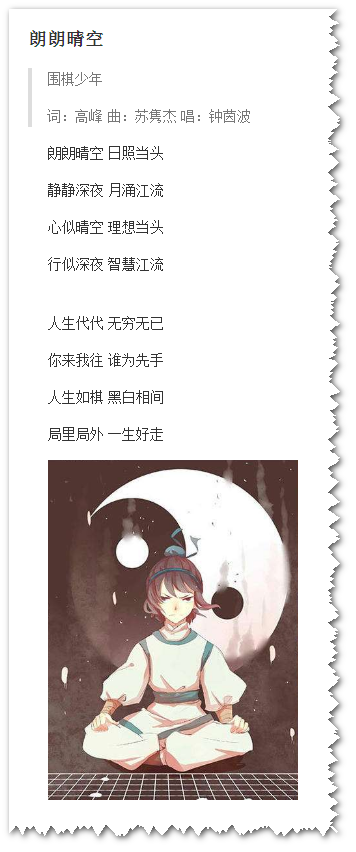 朗朗晴空
围棋少年
词：高峰 曲：苏隽杰 唱：钟茵波
朗朗晴空 日照当头
静静深夜 月涌江流
心似晴空 理想当头
行似深夜 智慧江流
人生代代 无穷无已
你来我往 谁为先手
人生如棋 黑白相间
局里局外 一生好走